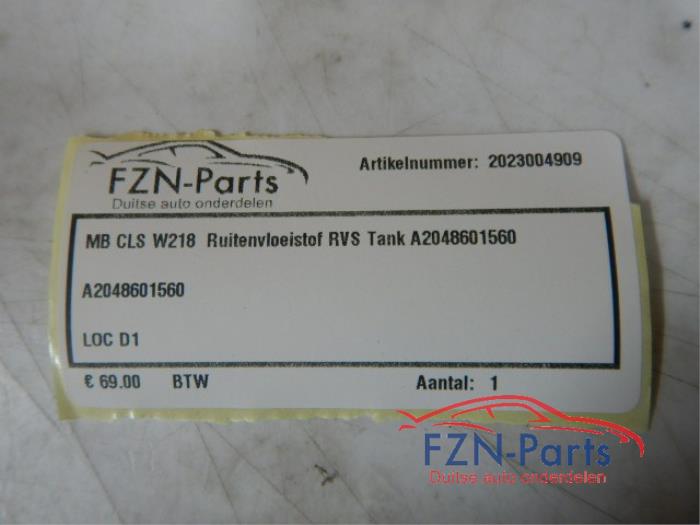 FZN-Parts
Duitse auto onderdelen
Artikelnummer: 2023004909
MB CLS W218 Ruitenvloeistof RVS Tank A2048601560
A2048601560
LOC D1
€ 69.00 BTW Aantal: 1
FZN-Parts
Duitse auto onderdelen